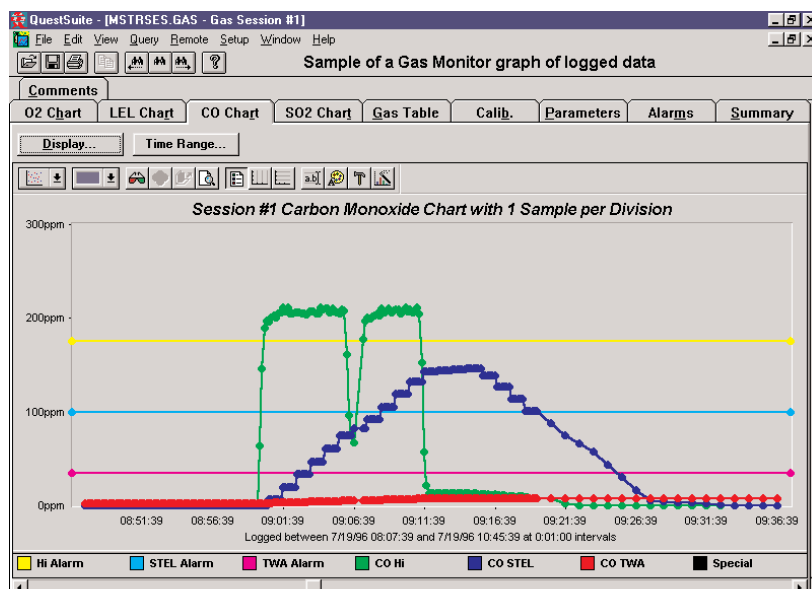 QuestSuite - [MSTRSES.GAS - Gas Session #1]
File Edit View Query Remote Setup Window Help
Sample of a Gas Monitor graph of logged data
Comments
O2 Chart LEL Chart CO Chart SO2 Chart Gas Table Calib. Parameters Alarms Summary
Display... Time Range...
a.b
Session #1 Carbon Monoxide Chart with 1 Sample per Division
300ppm
200ppm
100ppm
0ppm
08:51:39 08:56:39 09:01:39 09:06:39 09:11:39 09:16:39 09:21:39 09:26:39 09:31:39 09:36:39
Logged between 7/19/96 08:07:39 and 7/19/96 10:45:39 at 0:01:00 intervals
Hi Alarm STEL Alarm TWA Alarm CO Hi CO STEL CO TWA Special